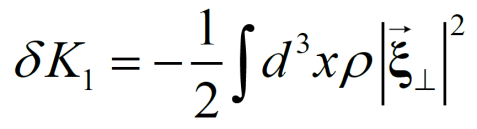 δK₁ = −1/2 ∫ d³xρ|ξ⃗⊥|²